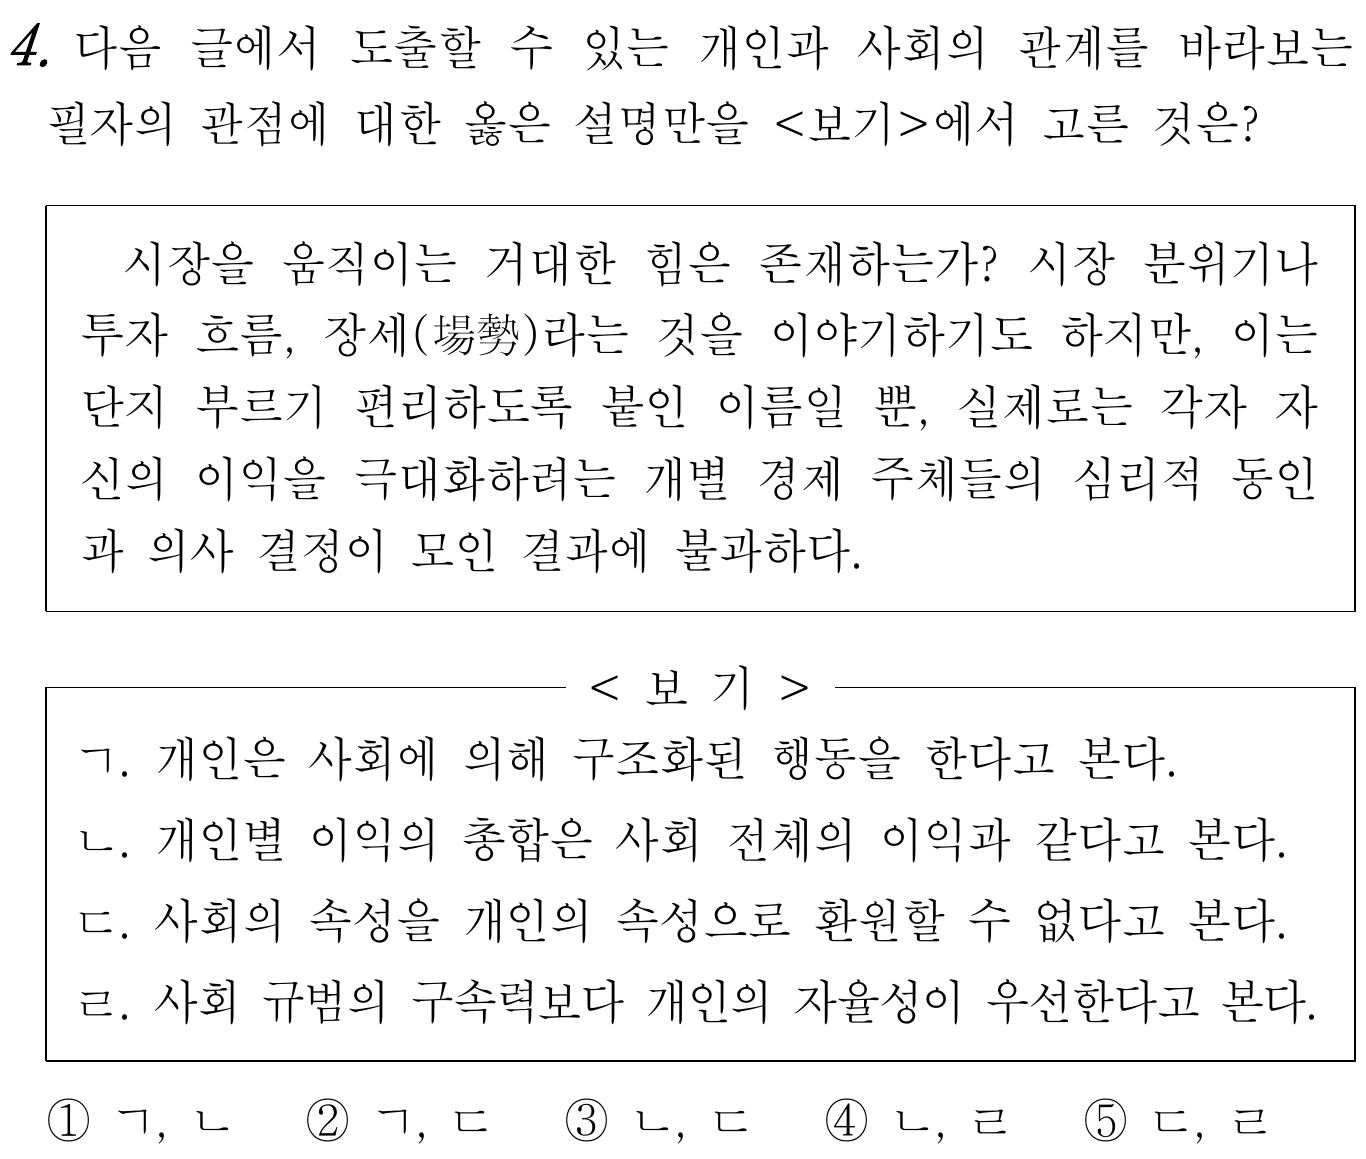 4. 다음 글에서 도출할 수 있는 개인과 사회의 관계를 바라보는
필자의 관점에 대한 옳은 설명만을 <보기>에서 고른 것은?
시장을 움직이는 거대한 힘은 존재하는가? 시장 분위기나
투자 흐름, 장세(場勢)라는 것을 이야기하기도 하지만, 이는
단지 부르기 편리하도록 붙인 이름일 뿐, 실제로는 각자 자
신의 이익을 극대화하려는 개별 경제 주체들의 심리적 동인
과 의사 결정이 모인 결과에 불과하다.
< 보 기 >
ㄱ. 개인은 사회에 의해 구조화된 행동을 한다고 본다.
ㄴ. 개인별 이익의 총합은 사회 전체의 이익과 같다고 본다.
ㄷ. 사회의 속성을 개인의 속성으로 환원할 수 없다고 본다.
ㄹ. 사회 규범의 구속력보다 개인의 자율성이 우선한다고 본다.
① ㄱ, ㄴ ② ㄱ, ㄷ ③ ㄴ, ㄷ ④ ㄴ, ㄹ ⑤ ㄷ, ㄹ